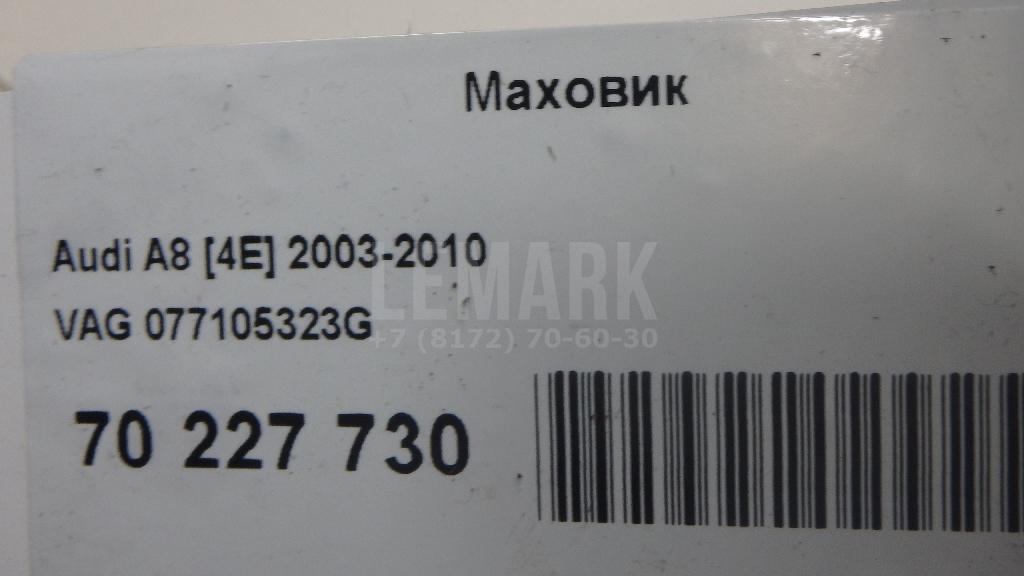 Маховик
Audi A8 [4E] 2003-2010
LEMARK
VAG 077105323G
+7 (8172) 70-60-30
70 227 730